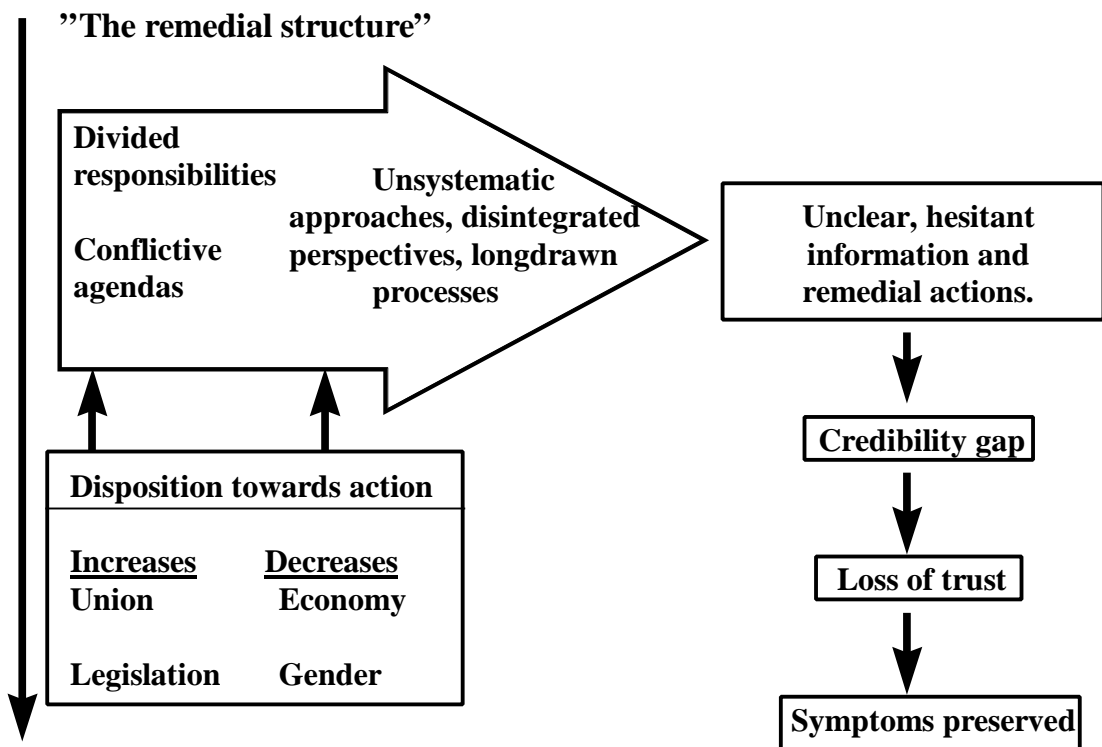 ”The remedial structure”
Divided
responsibilities
Conflictive
agendas
Unsystematic
approaches, disintegrated
perspectives, longdrawn
processes
Unclear, hesitant
information and
remedial actions.
Credibility gap
Loss of trust
Symptoms preserved
Disposition towards action
Increases Decreases
Union Economy
Legislation Gender